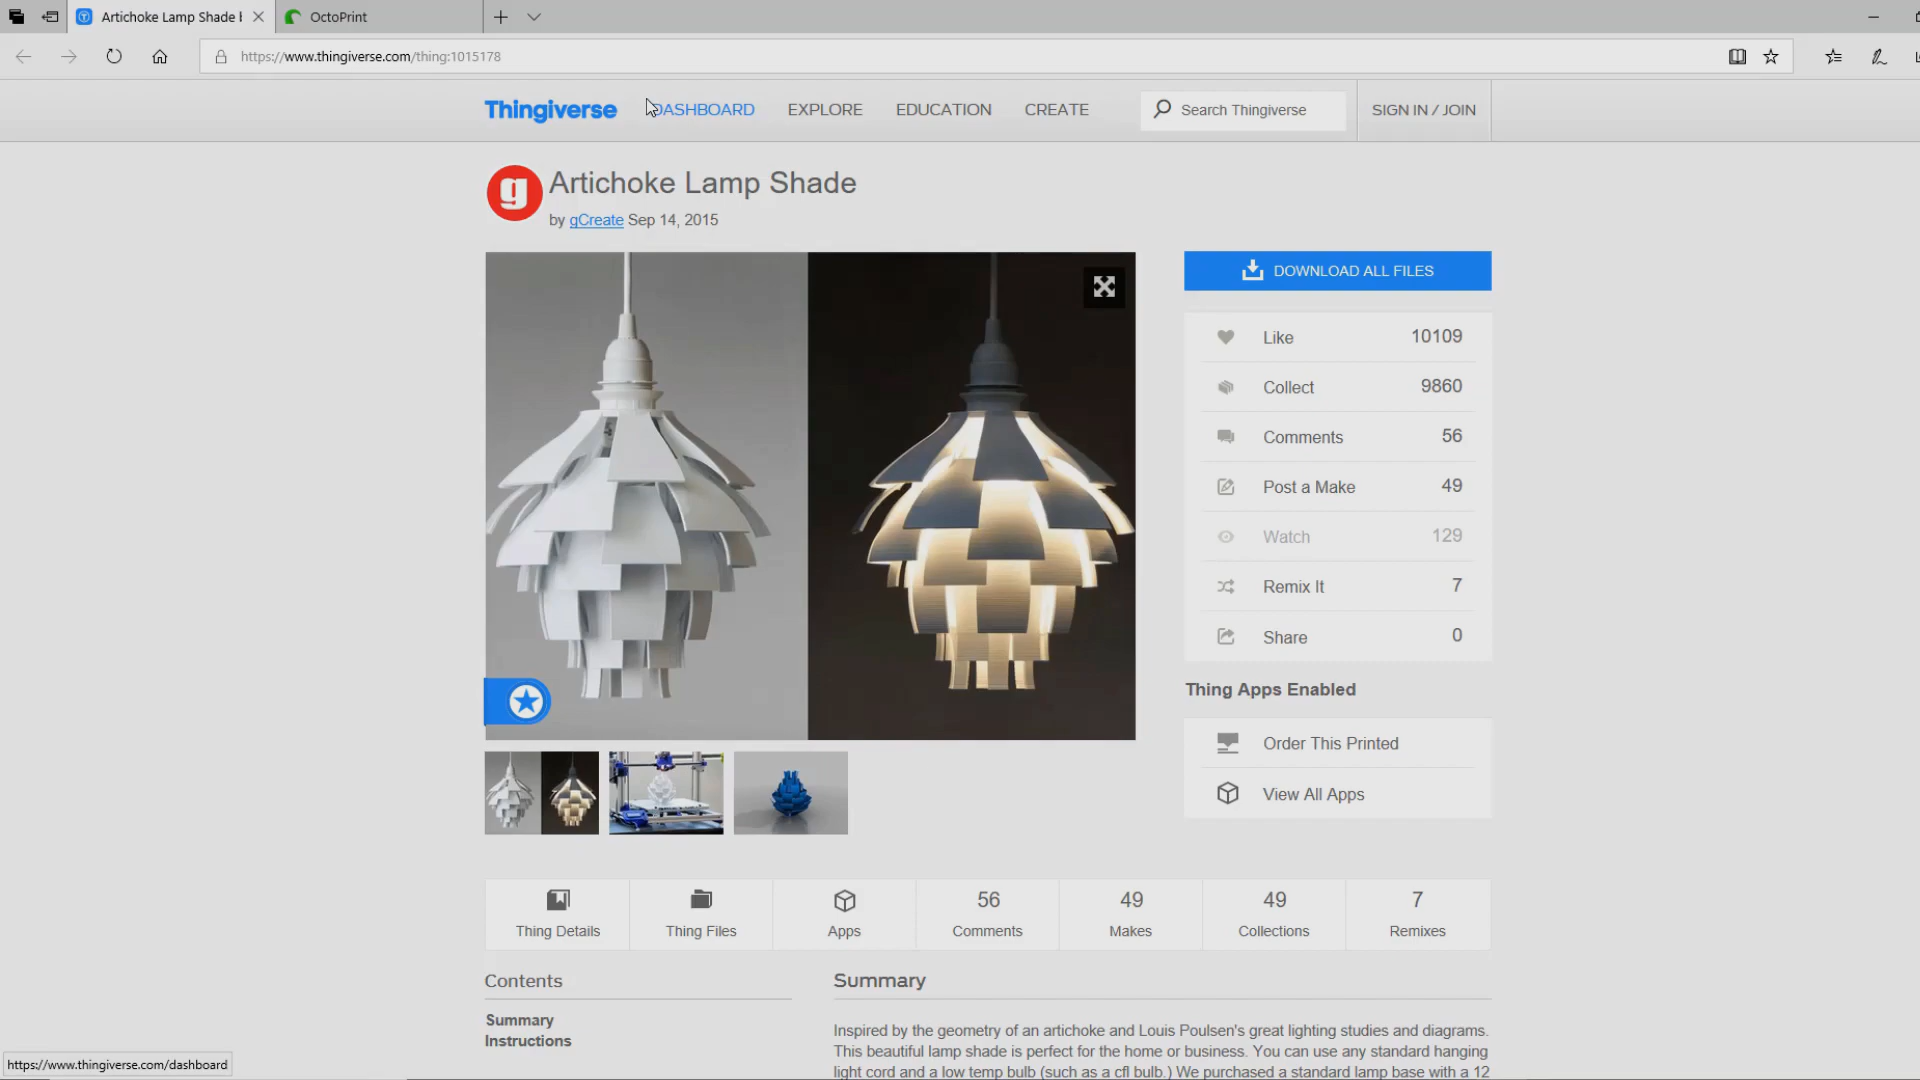 Artichoke Lamp Shade
OctoPrint
https://www.thingiverse.com/thing:1015178
Thingiverse
DASHBOARD
EXPLORE
EDUCATION
CREATE
Search Thingiverse
SIGN IN / JOIN
g
Artichoke Lamp Shade
by gCreate Sep 14, 2015
DOWNLOAD ALL FILES
Like 10109
Collect 9860
Comments 56
Post a Make 49
Watch 129
Remix It 7
Share 0
Thing Apps Enabled
Order This Printed
View All Apps
Thing Details
Thing Files
Apps
56
Comments
49
Makes
49
Collections
7
Remixes
Contents
Summary
Instructions
Summary
Inspired by the geometry of an artichoke and Louis Poulsen's great lighting studies and diagrams.
This beautiful lamp shade is perfect for the home or business. You can use any standard hanging
light cord and a low temp bulb (such as a cfl bulb.) We purchased a standard lamp base with a 12
https://www.thingiverse.com/dashboard